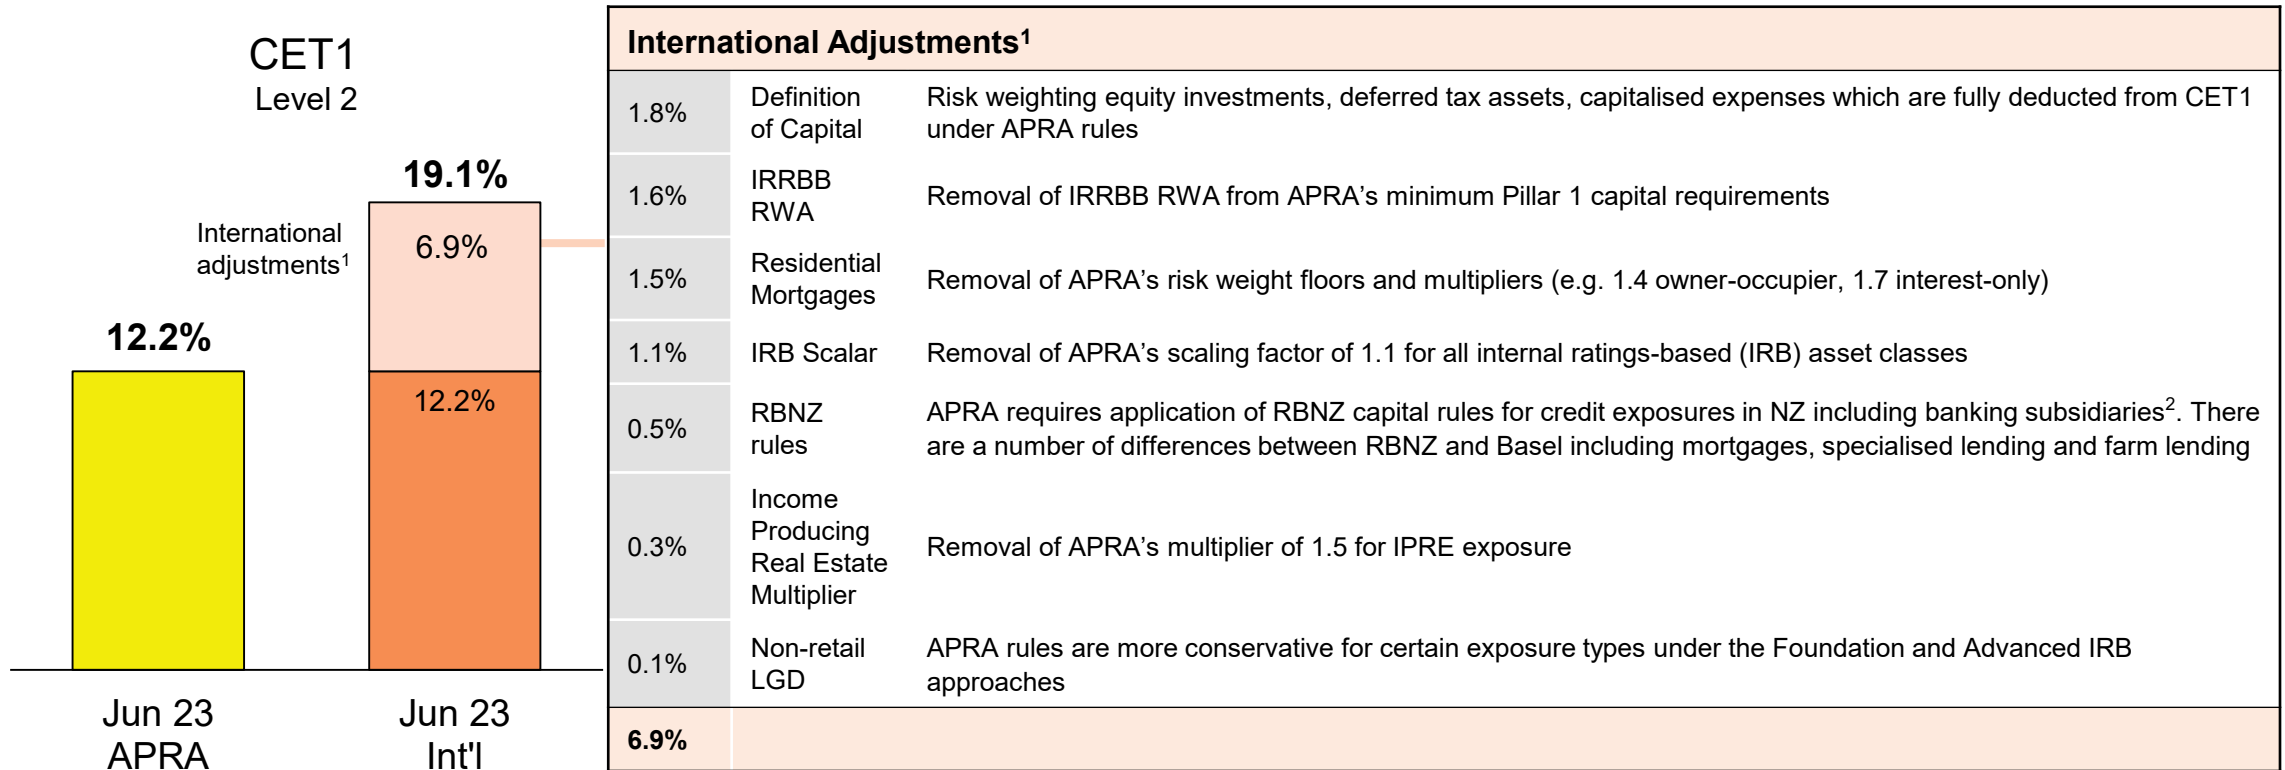 CET1
Level 2
19.1%
International
adjustments1
6.9%
12.2%
12.2%
Jun 23
APRA
Jun 23
Int'l
International Adjustments1
1.8%
Definition
of Capital
Risk weighting equity investments, deferred tax assets, capitalised expenses which are fully deducted from CET1
under APRA rules
1.6%
IRRBB
RWA
Removal of IRRBB RWA from APRA’s minimum Pillar 1 capital requirements
1.5%
Residential
Mortgages
Removal of APRA’s risk weight floors and multipliers (e.g. 1.4 owner-occupier, 1.7 interest-only)
1.1%
IRB Scalar
Removal of APRA’s scaling factor of 1.1 for all internal ratings-based (IRB) asset classes
0.5%
RBNZ
rules
APRA requires application of RBNZ capital rules for credit exposures in NZ including banking subsidiaries2. There
are a number of differences between RBNZ and Basel including mortgages, specialised lending and farm lending
0.3%
Income
Producing
Real Estate
Multiplier
Removal of APRA’s multiplier of 1.5 for IPRE exposure
0.1%
Non-retail
LGD
APRA rules are more conservative for certain exposure types under the Foundation and Advanced IRB
approaches
6.9%